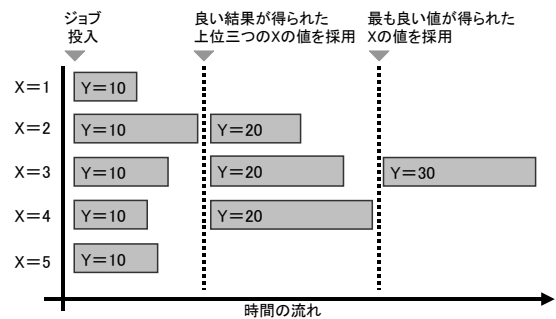 ジョブ
投入
良い結果が得られた
上位三つのXの値を採用
最も良い値が得られた
Xの値を採用
X=1
Y=10
X=2
Y=10
Y=20
X=3
Y=10
Y=20
Y=30
X=4
Y=10
Y=20
X=5
Y=10
時間の流れ